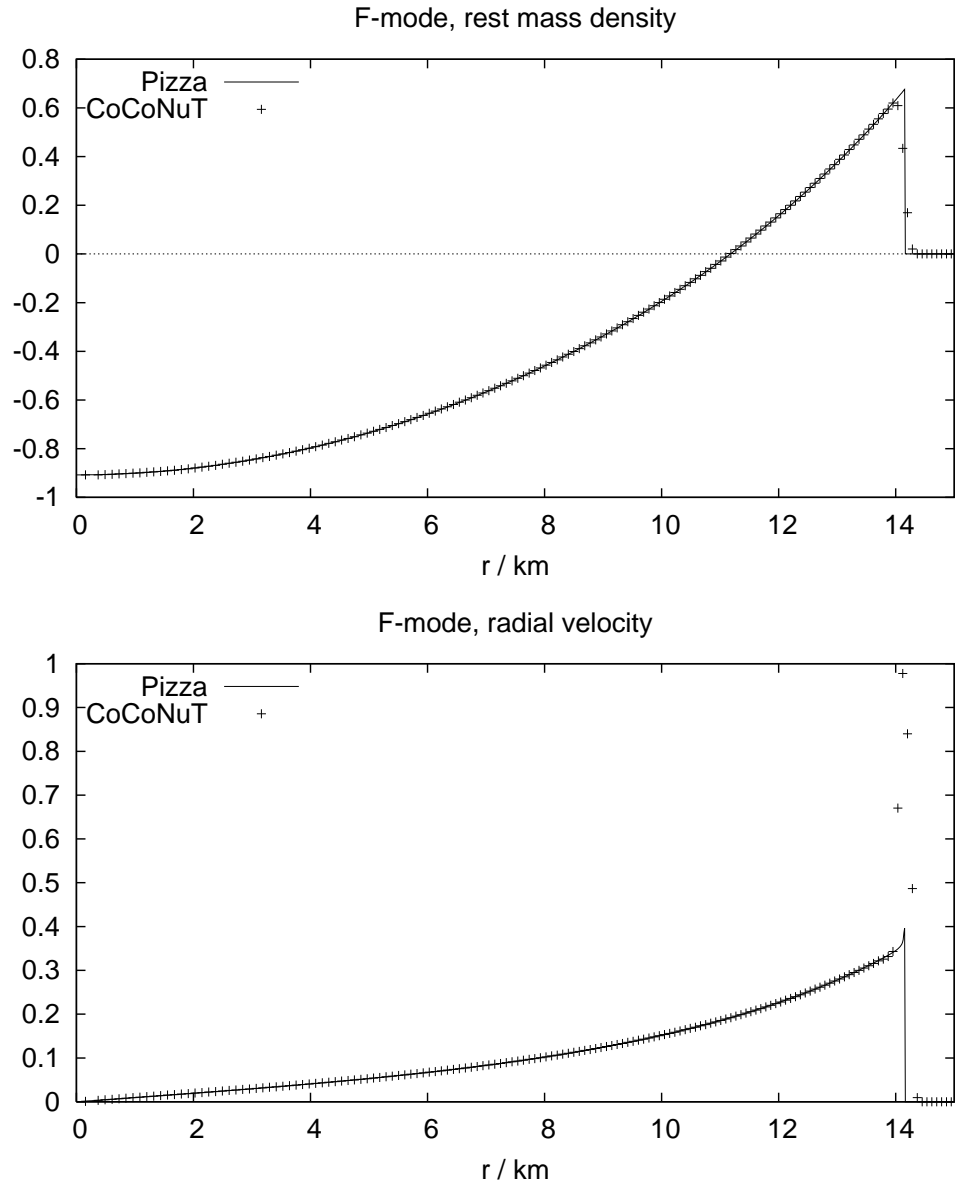 F-mode, rest mass density
0.8
Pizza
CoCoNuT
0.6
0.4
0.2
0
-0.2
-0.4
-0.6
-0.8
-1
0 2 4 6 8 10 12 14
r / km
F-mode, radial velocity
1
Pizza
0.9
CoCoNuT
0.8
0.7
0.6
0.5
0.4
0.3
0.2
0.1
0
0 2 4 6 8 10 12 14
r / km